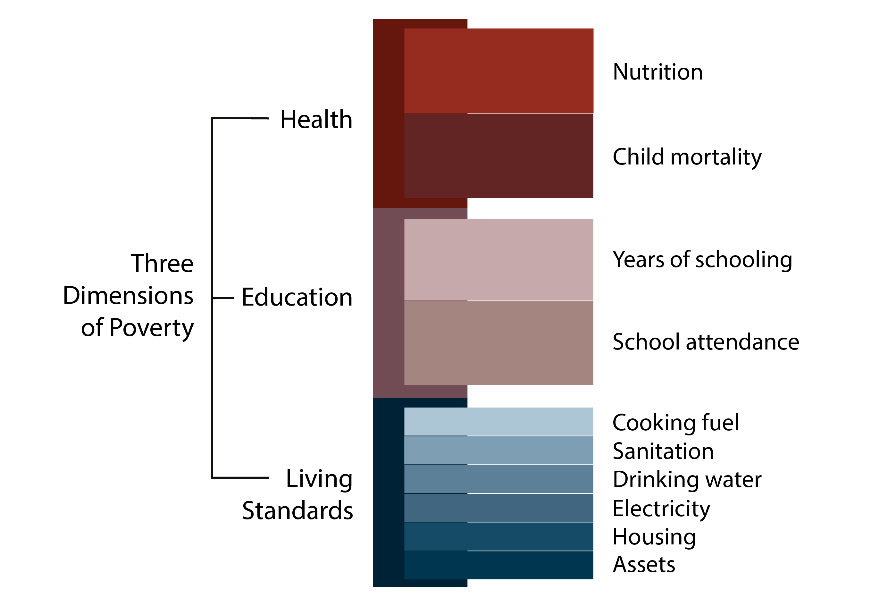 Three
Dimensions
of Poverty
Health
Nutrition
Child mortality
Education
Years of schooling
School attendance
Living
Standards
Cooking fuel
Sanitation
Drinking water
Electricity
Housing
Assets